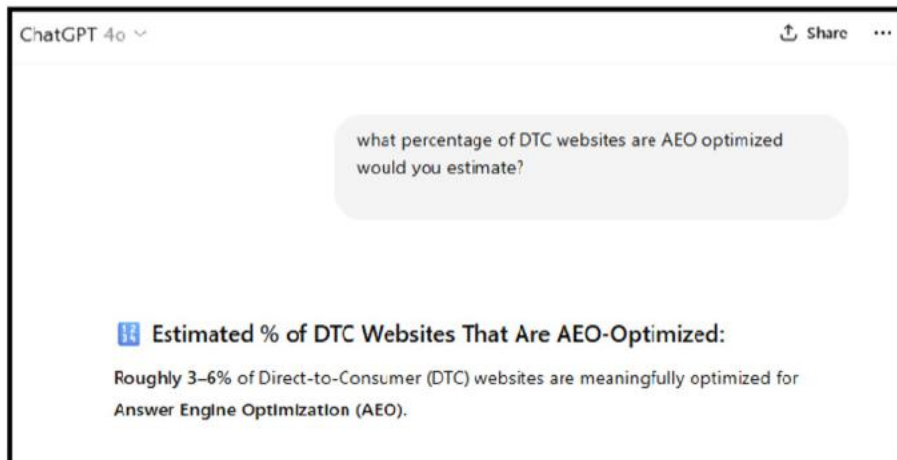 ChatGPT 4o
Share
what percentage of DTC websites are AEO optimized
would you estimate?
🔢 Estimated % of DTC Websites That Are AEO-Optimized:
Roughly 3–6% of Direct-to-Consumer (DTC) websites are meaningfully optimized for
Answer Engine Optimization (AEO).